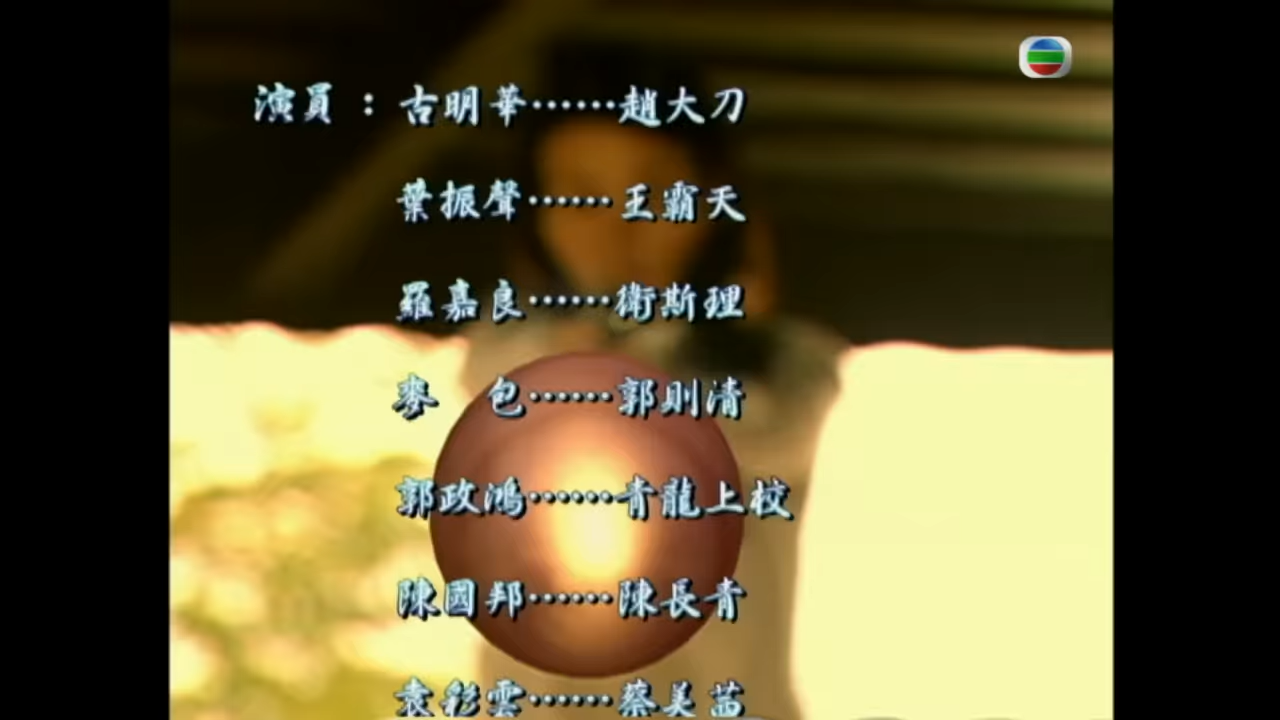 演員：古明華……趙大刀
葉振聲……王霸天
羅嘉良……衛斯理
麥　包……郭則清
郭政鴻……青龍上校
陳國邦……陳長青
袁彩雲……蔡美茁